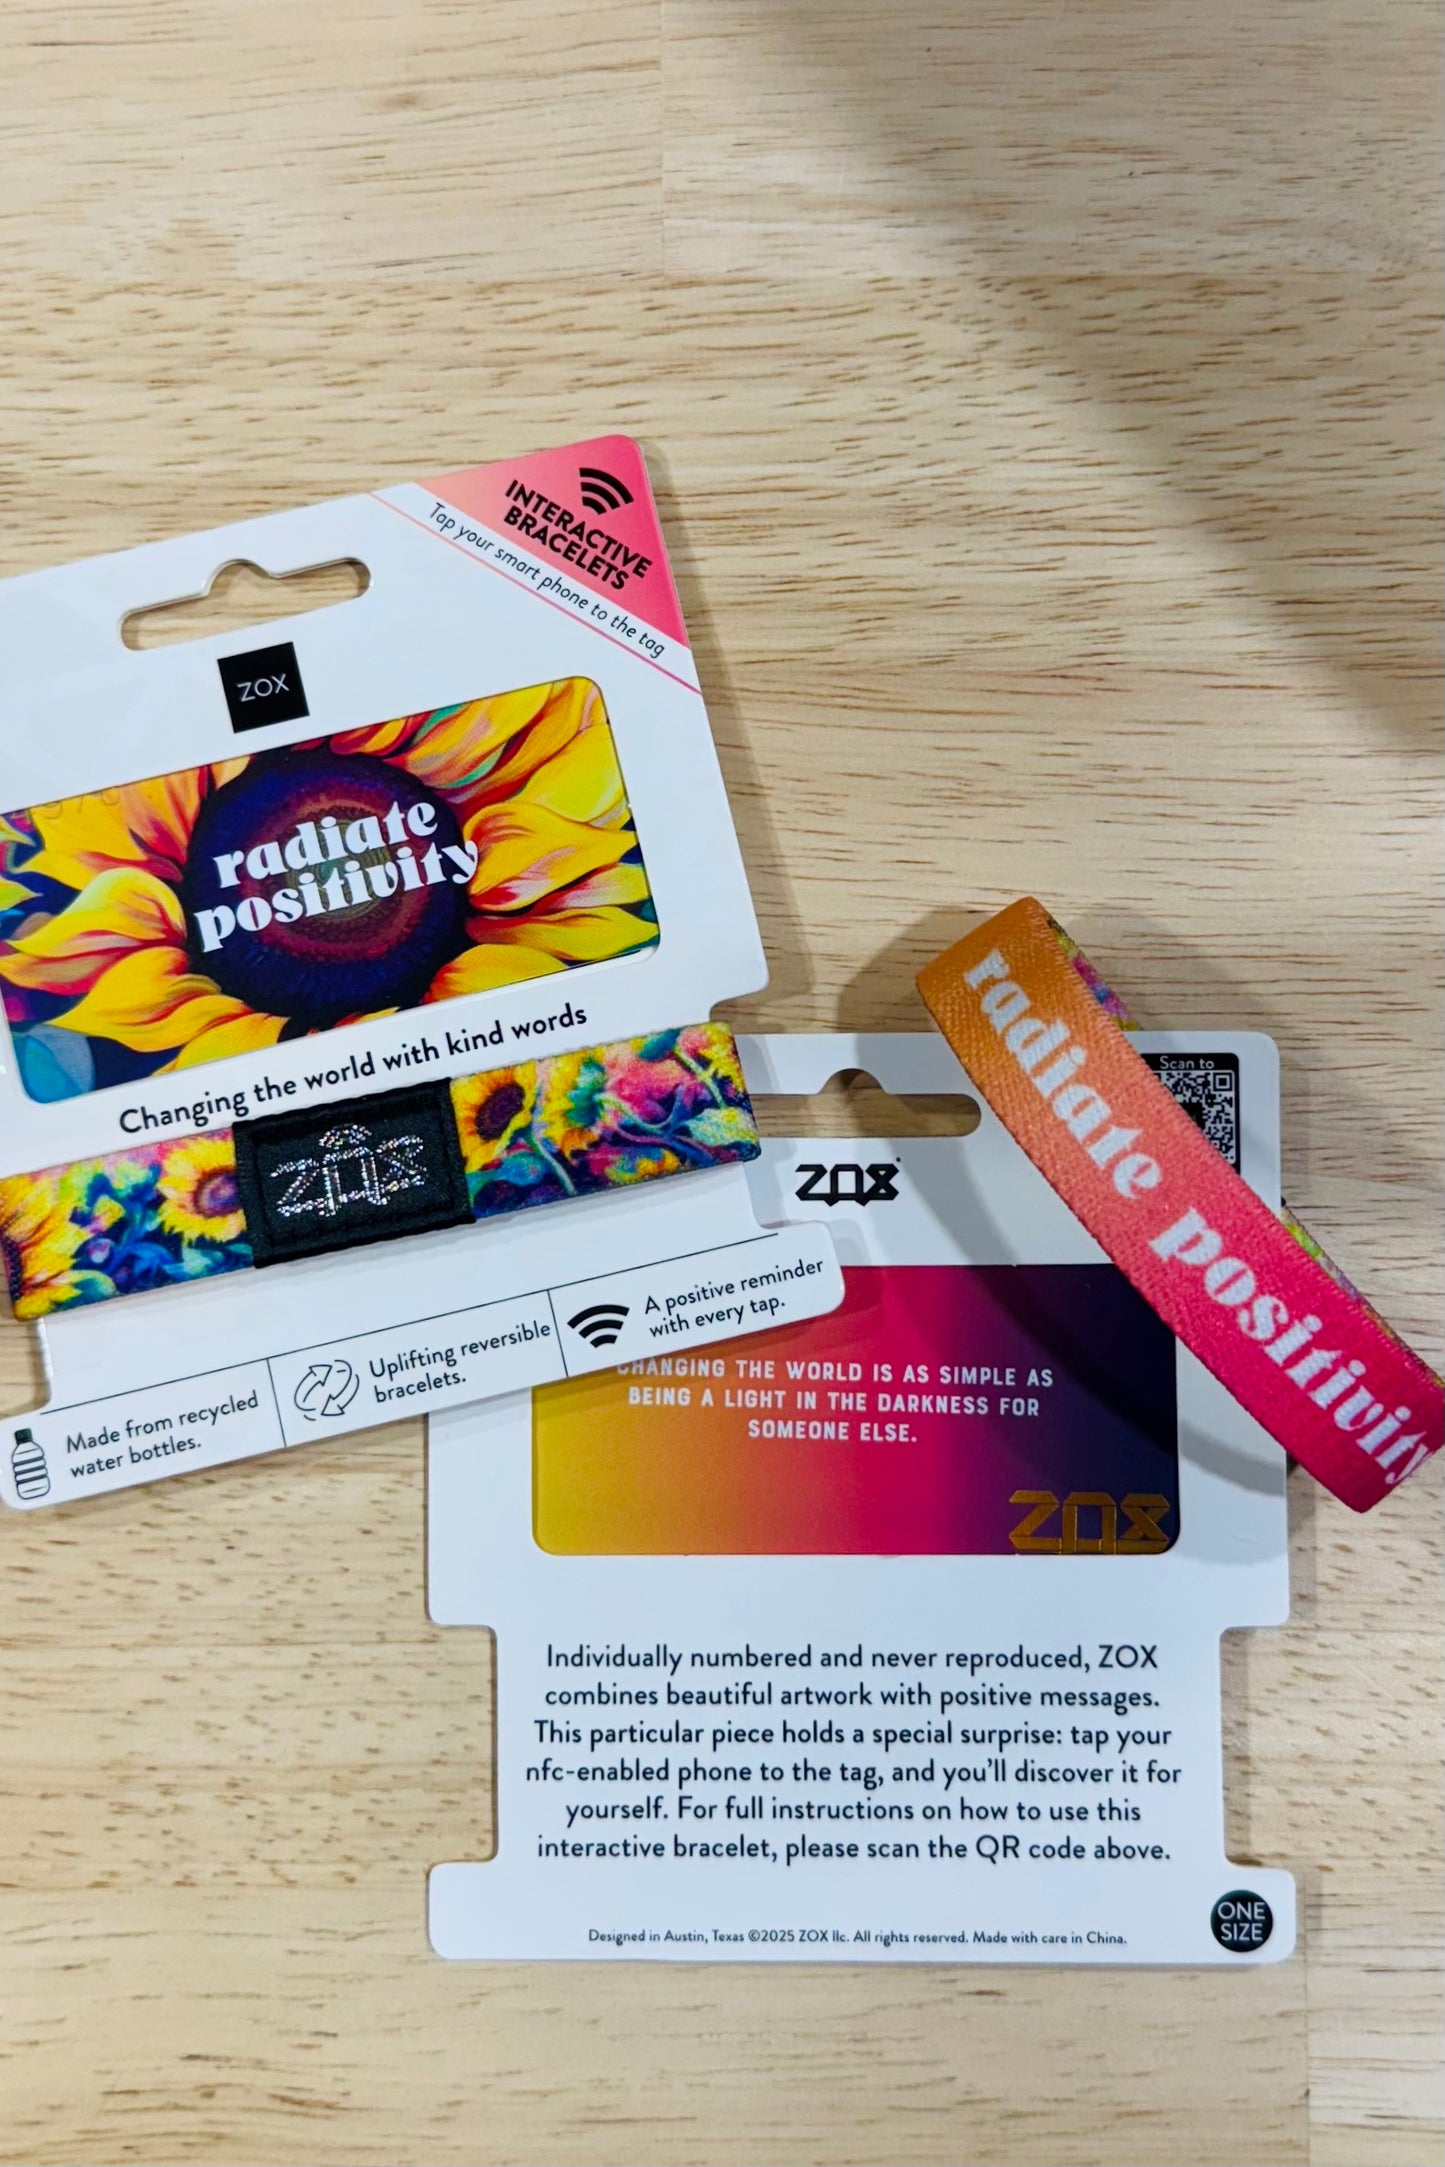 INTERACTIVE
BRACELETS
Tap your smart phone to the tag
ZOX
radiate
positivity
Changing the world with kind words
ZOX
Made from recycled
water bottles.
Uplifting reversible
bracelets.
A positive reminder
with every tap.
radiate positivity
Scan to
ZOX
CHANGING THE WORLD IS AS SIMPLE AS
BEING A LIGHT IN THE DARKNESS FOR
SOMEONE ELSE.
ZOX
Individually numbered and never reproduced, ZOX
combines beautiful artwork with positive messages.
This particular piece holds a special surprise: tap your
nfc-enabled phone to the tag, and you'll discover it for
yourself. For full instructions on how to use this
interactive bracelet, please scan the QR code above.
Designed in Austin, Texas ©2025 ZOX llc. All rights reserved. Made with care in China.
ONE
SIZE